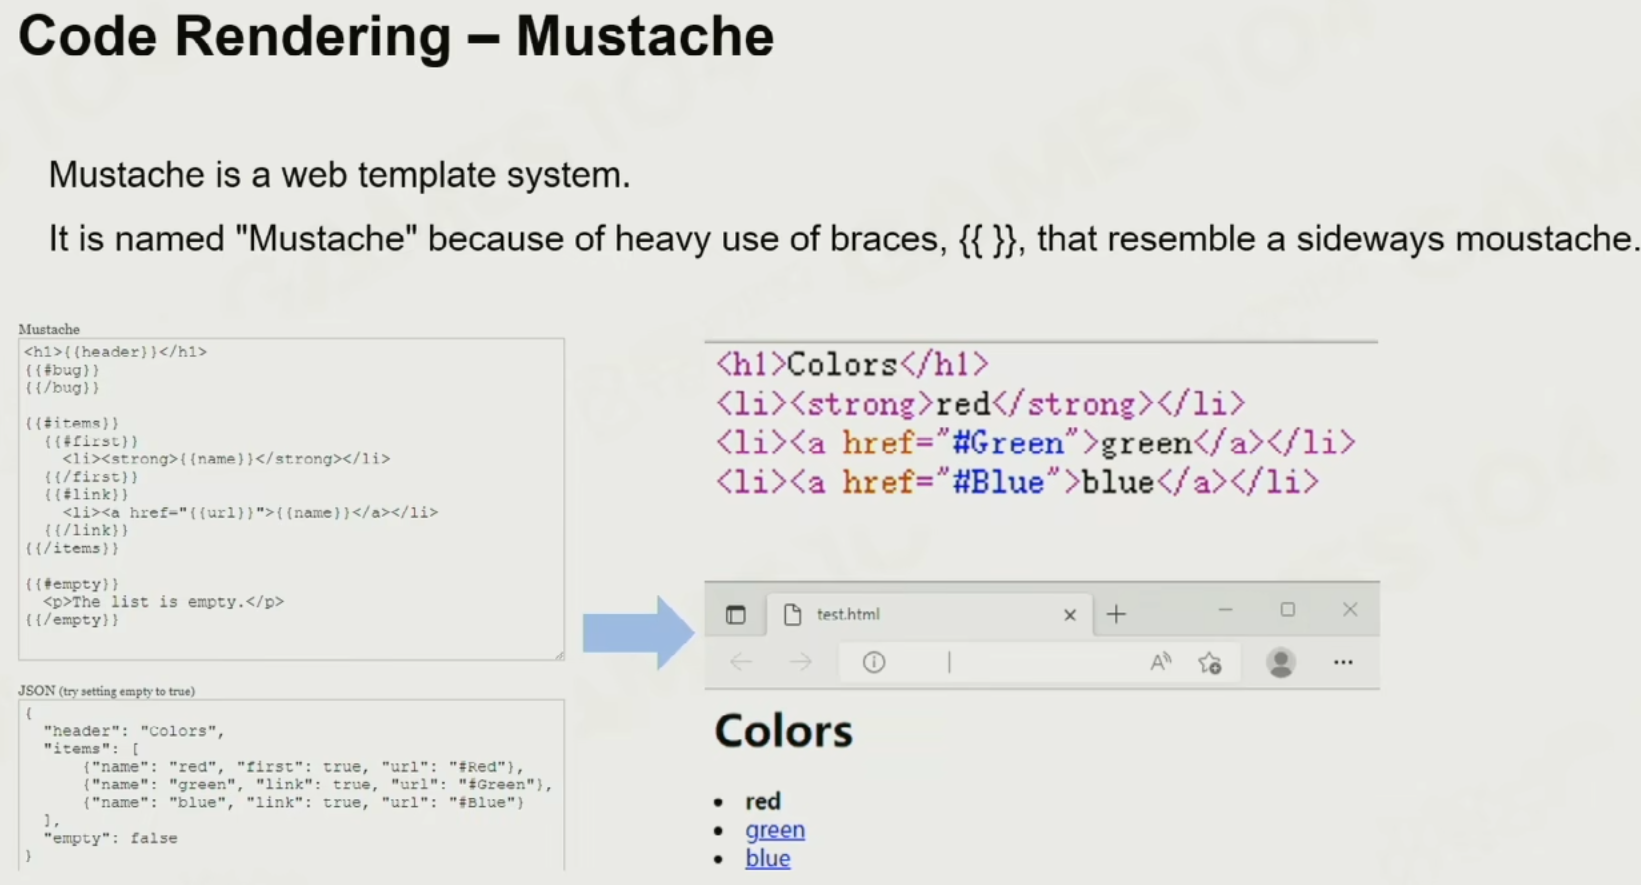 Code Rendering – Mustache
Mustache is a web template system.
It is named "Mustache" because of heavy use of braces, {{ }}, that resemble a sideways moustache.
Mustache
<h1>{{header}}</h1>
{{#bug}}
{{/bug}}
{{#items}}
{{#first}}
<li><strong>{{name}}</strong></li>
{{/first}}
{{#link}}
<li><a href="{{url}}">{{name}}</a></li>
{{/link}}
{{/items}}
{{#empty}}
<p>The list is empty.</p>
{{/empty}}
JSON (try setting empty to true)
{
"header": "Colors",
"items": [
{"name": "red", "first": true, "url": "#Red"},
{"name": "green", "link": true, "url": "#Green"},
{"name": "blue", "link": true, "url": "#Blue"}
],
"empty": false
}
<h1>Colors</h1>
<li><strong>red</strong></li>
<li><a href="#Green">green</a></li>
<li><a href="#Blue">blue</a></li>
test.html
Colors
• red
• green
• blue
GAMES104